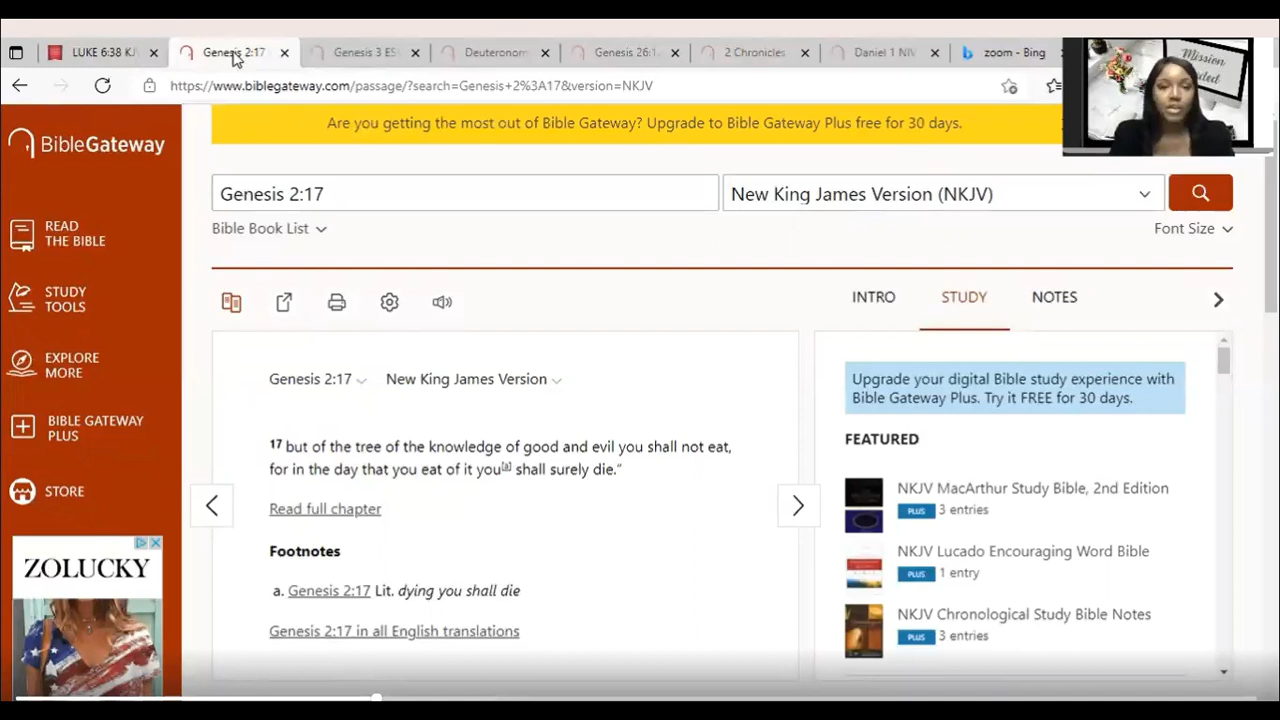 LUKE 6:38 KJ
Genesis 2:17
Genesis 3 ES
Deuteronom
Genesis 26:1
2 Chronicles
Daniel 1 NIV
zoom - Bing
https://www.biblegateway.com/passage/?search=Genesis+2%3A17&version=NKJV
Mission
BibleGateway
Are you getting the most out of Bible Gateway? Upgrade to Bible Gateway Plus free for 30 days.
Genesis 2:17
New King James Version (NKJV)
Bible Book List
Font Size
READ
THE BIBLE
STUDY
TOOLS
EXPLORE
MORE
BIBLE GATEWAY
PLUS
STORE
ZOLUCKY
INTRO
STUDY
NOTES
Genesis 2:17
New King James Version
17 but of the tree of the knowledge of good and evil you shall not eat,
for in the day that you eat of it you[a] shall surely die.”
Read full chapter
Footnotes
a. Genesis 2:17 Lit. dying you shall die
Genesis 2:17 in all English translations
Upgrade your digital Bible study experience with
Bible Gateway Plus. Try it FREE for 30 days.
FEATURED
NKJV MacArthur Study Bible, 2nd Edition
PLUS 3 entries
NKJV Lucado Encouraging Word Bible
PLUS 1 entry
NKJV Chronological Study Bible Notes
PLUS 3 entries